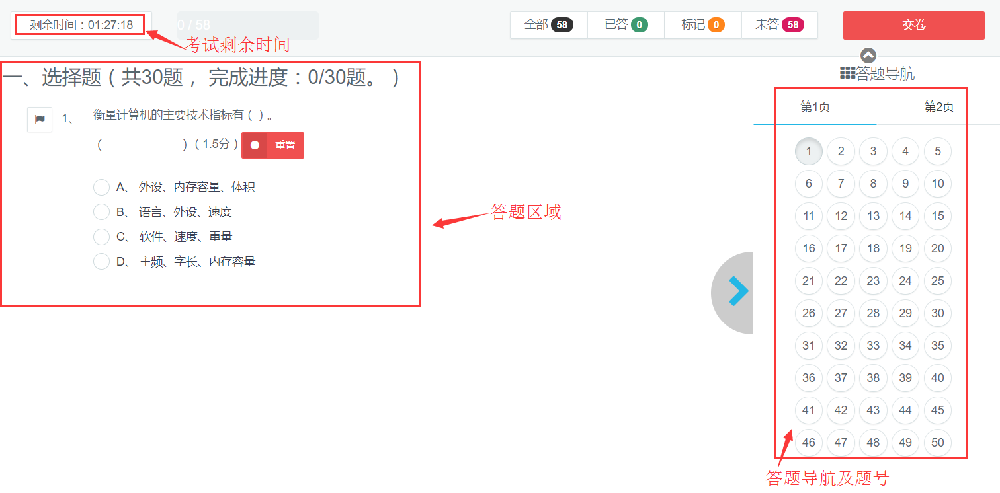 剩余时间：01:27:18
0 / 58
全部 58
已答 0
标记 0
未答 58
交卷
考试剩余时间
一、选择题（共30题， 完成进度：0/30题。 ）
1、 衡量计算机的主要技术指标有（ ）。
（ ）（ 1.5分 ） 重置
A、 外设、内存容量、体积
B、 语言、外设、速度
C、 软件、速度、重量
D、 主频、字长、内存容量
答题区域
答题导航
第1页 第2页
1 2 3 4 5
6 7 8 9 10
11 12 13 14 15
16 17 18 19 20
21 22 23 24 25
26 27 28 29 30
31 32 33 34 35
36 37 38 39 40
41 42 43 44 45
46 47 48 49 50
答题导航及题号